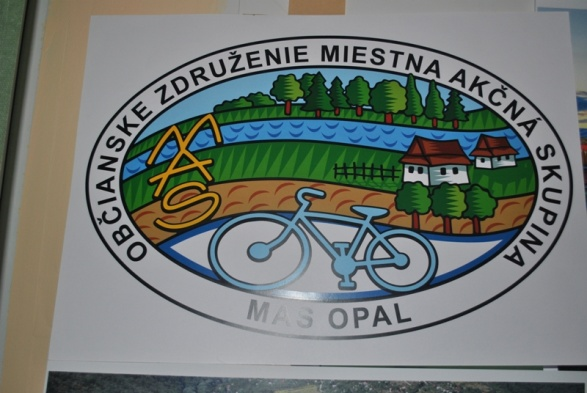 OBČIANSKE ZDRUŽENIE MIESTNA AKČNÁ SKUPINA
MAS
MAS OPAL